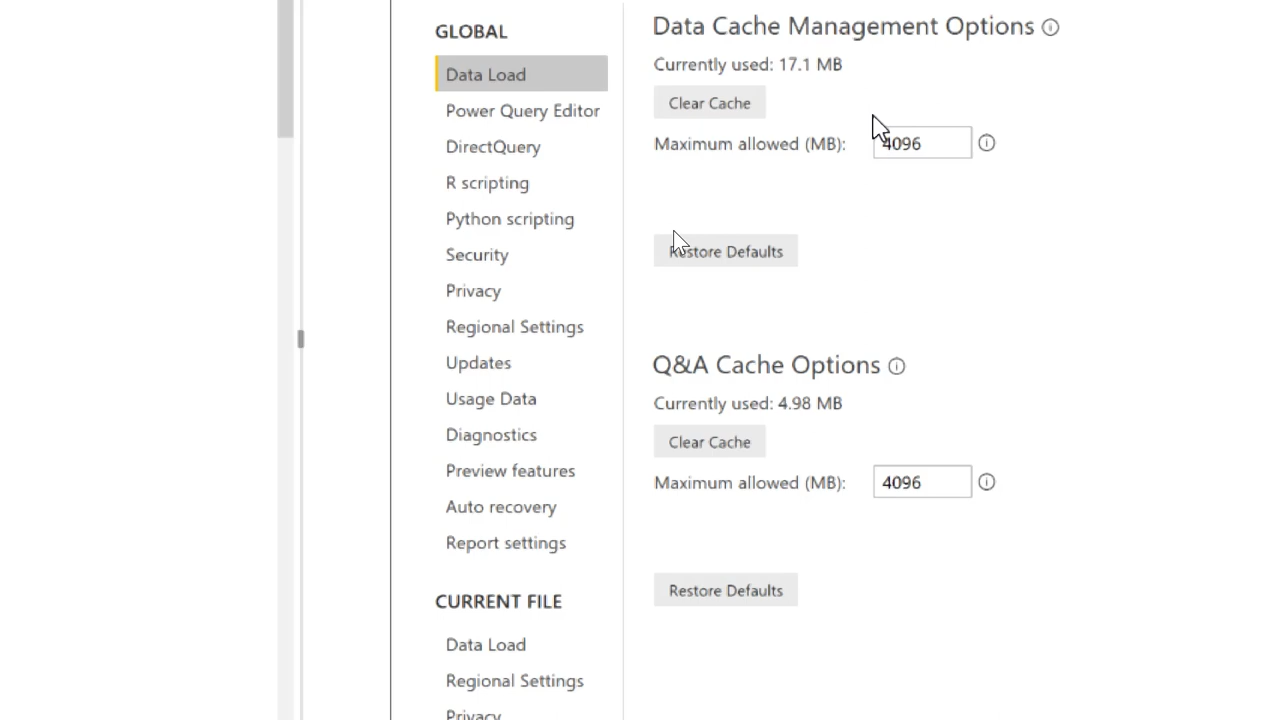 GLOBAL
Data Load
Power Query Editor
DirectQuery
R scripting
Python scripting
Security
Privacy
Regional Settings
Updates
Usage Data
Diagnostics
Preview features
Auto recovery
Report settings
CURRENT FILE
Data Load
Regional Settings
Privacy
Data Cache Management Options
Currently used: 17.1 MB
Clear Cache
Maximum allowed (MB): 4096
Restore Defaults
Q&A Cache Options
Currently used: 4.98 MB
Clear Cache
Maximum allowed (MB): 4096
Restore Defaults